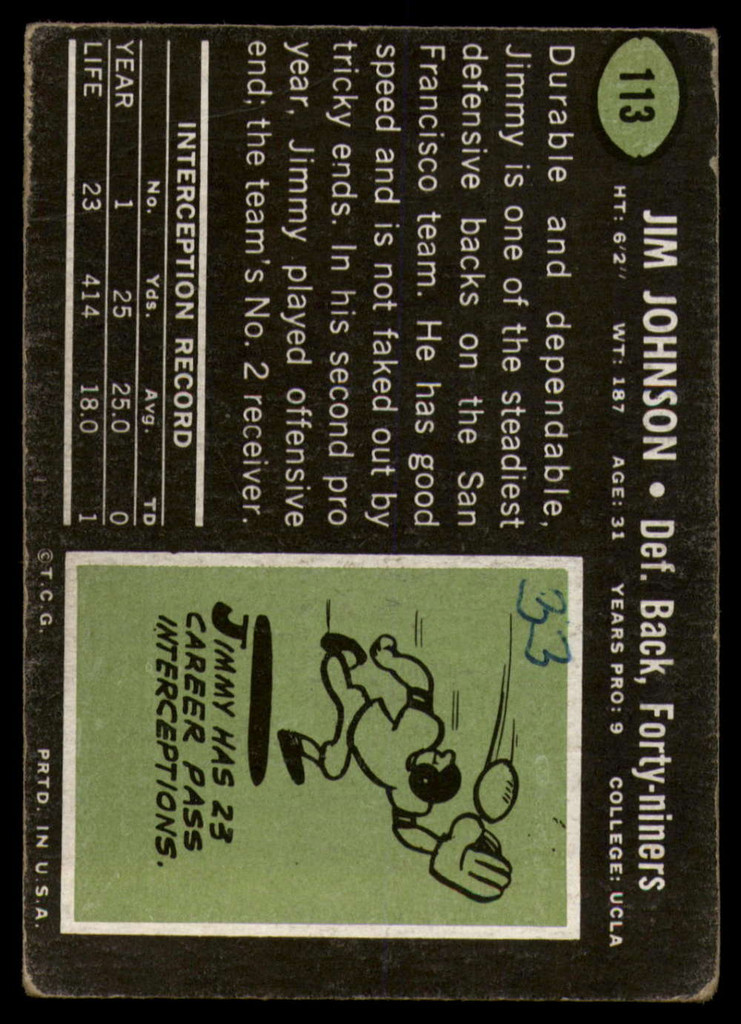 113
JIM JOHNSON • Def. Back, Forty-niners
HT: 6'2" WT: 187 AGE: 31 YEARS PRO: 9 COLLEGE: UCLA
Durable and dependable,
Jimmy is one of the steadiest
defensive backs on the San
Francisco team. He has good
speed and is not faked out by
tricky ends. In his second pro
year, Jimmy played offensive
end; the team's No. 2 receiver.
INTERCEPTION RECORD
No. Yds. Avg. TD
YEAR 1 25 25.0 0
LIFE 23 414 18.0 1
33
JIMMY HAS 23
CAREER PASS
INTERCEPTIONS.
© T.C.G. PRTD. IN U.S.A.